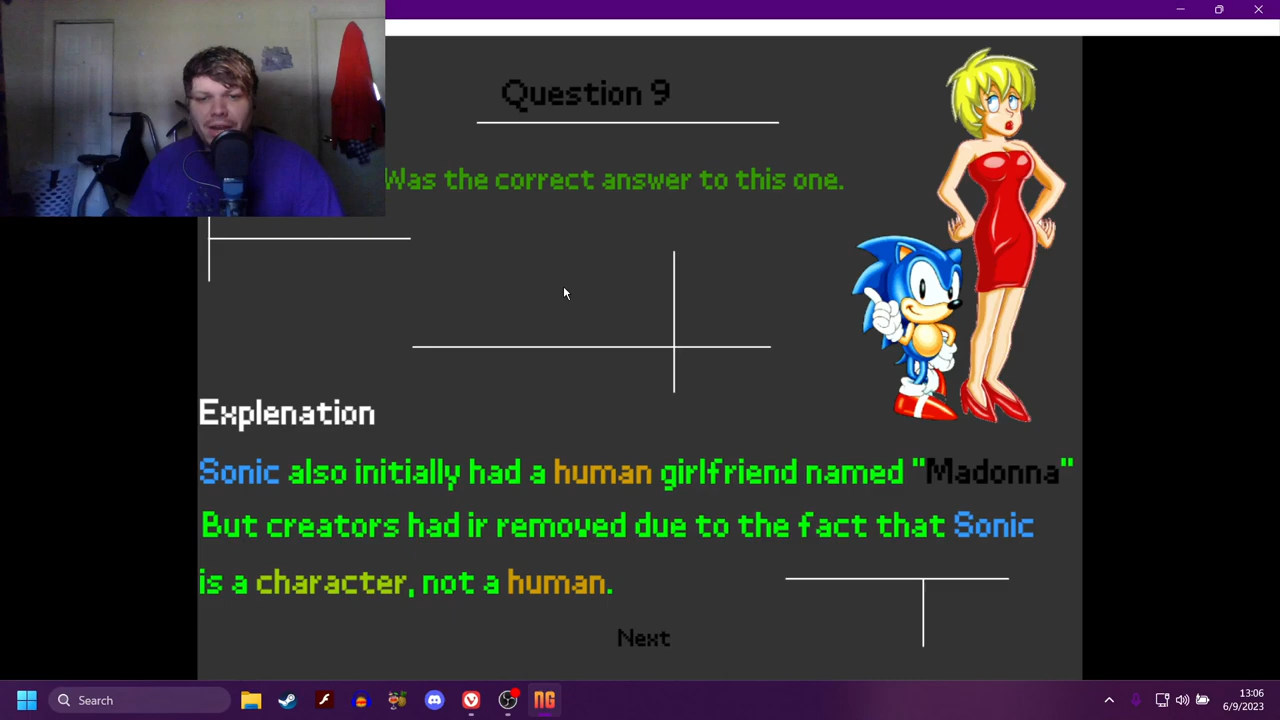 Question 9
Was the correct answer to this one.
Explenation
Sonic also initially had a human girlfriend named "Madonna"
But creators had ir removed due to the fact that Sonic
is a character, not a human.
Next
Search
NG
13:06
6/9/2023